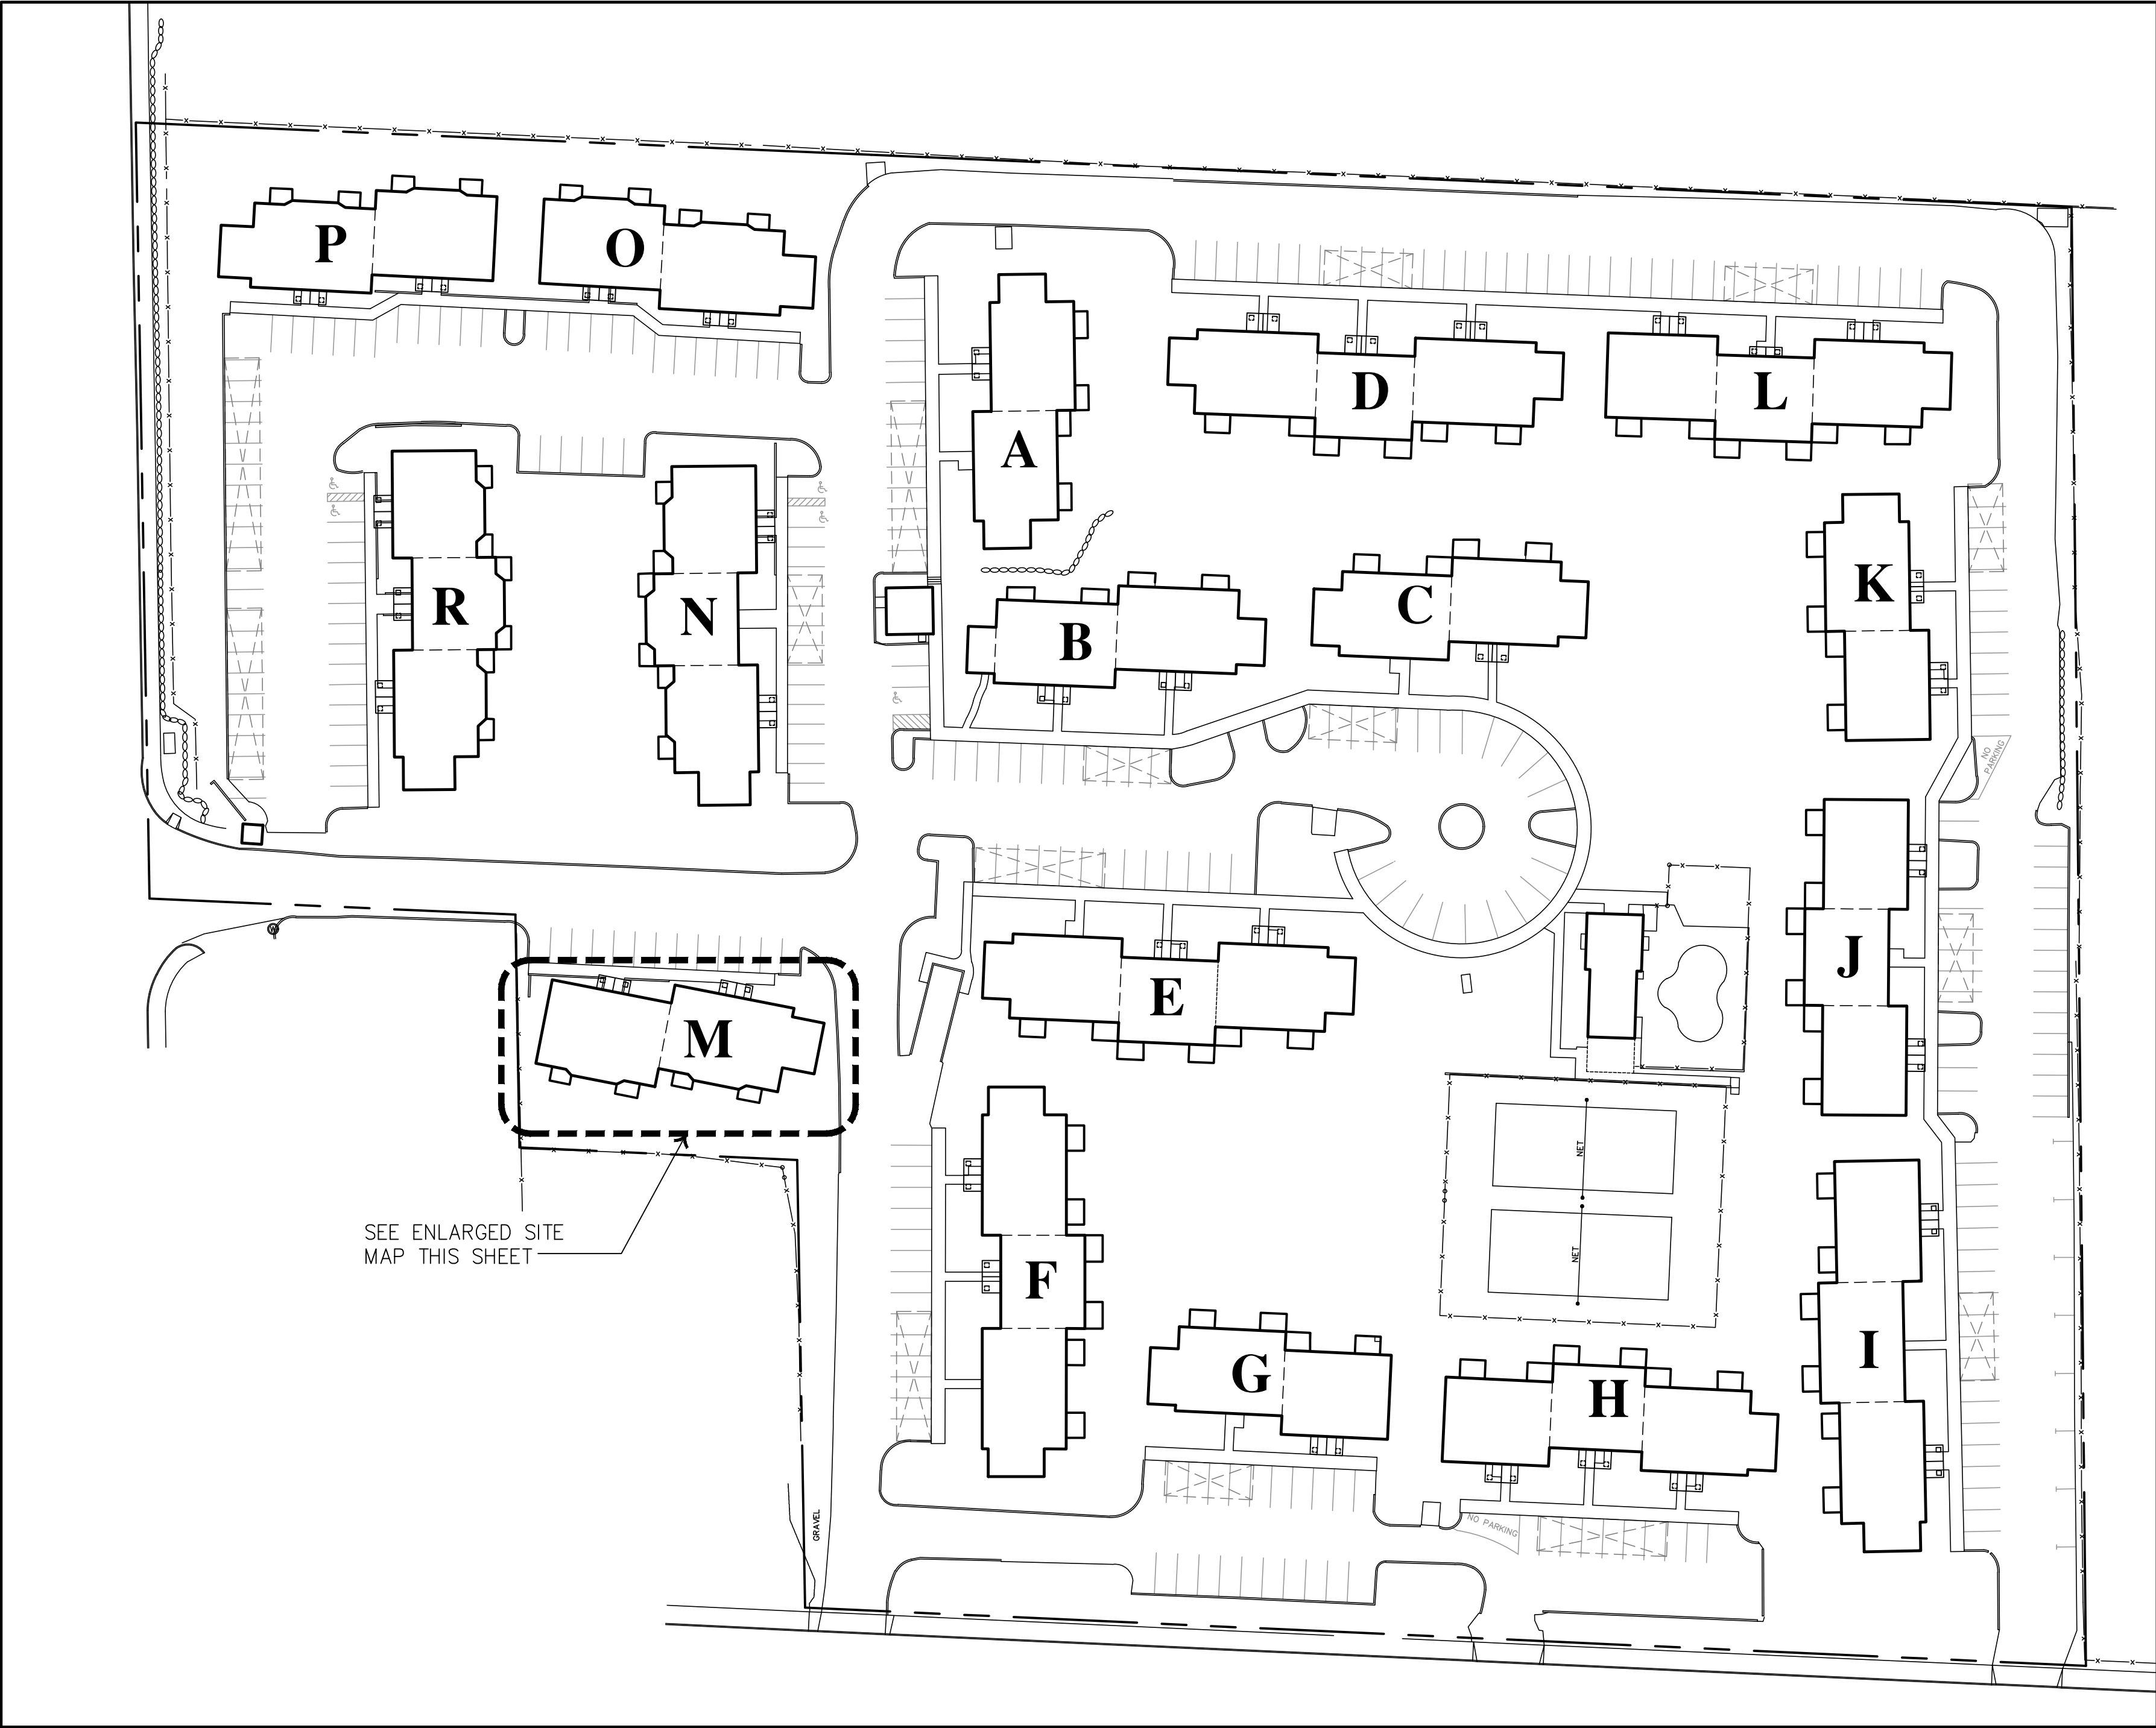 P
O
A
D
L
R
N
K
B
C
NO
PARKING
W
E
J
M
NET
SEE ENLARGED SITE
MAP THIS SHEET
NET
F
G
H
I
GRAVEL
NO PARKING